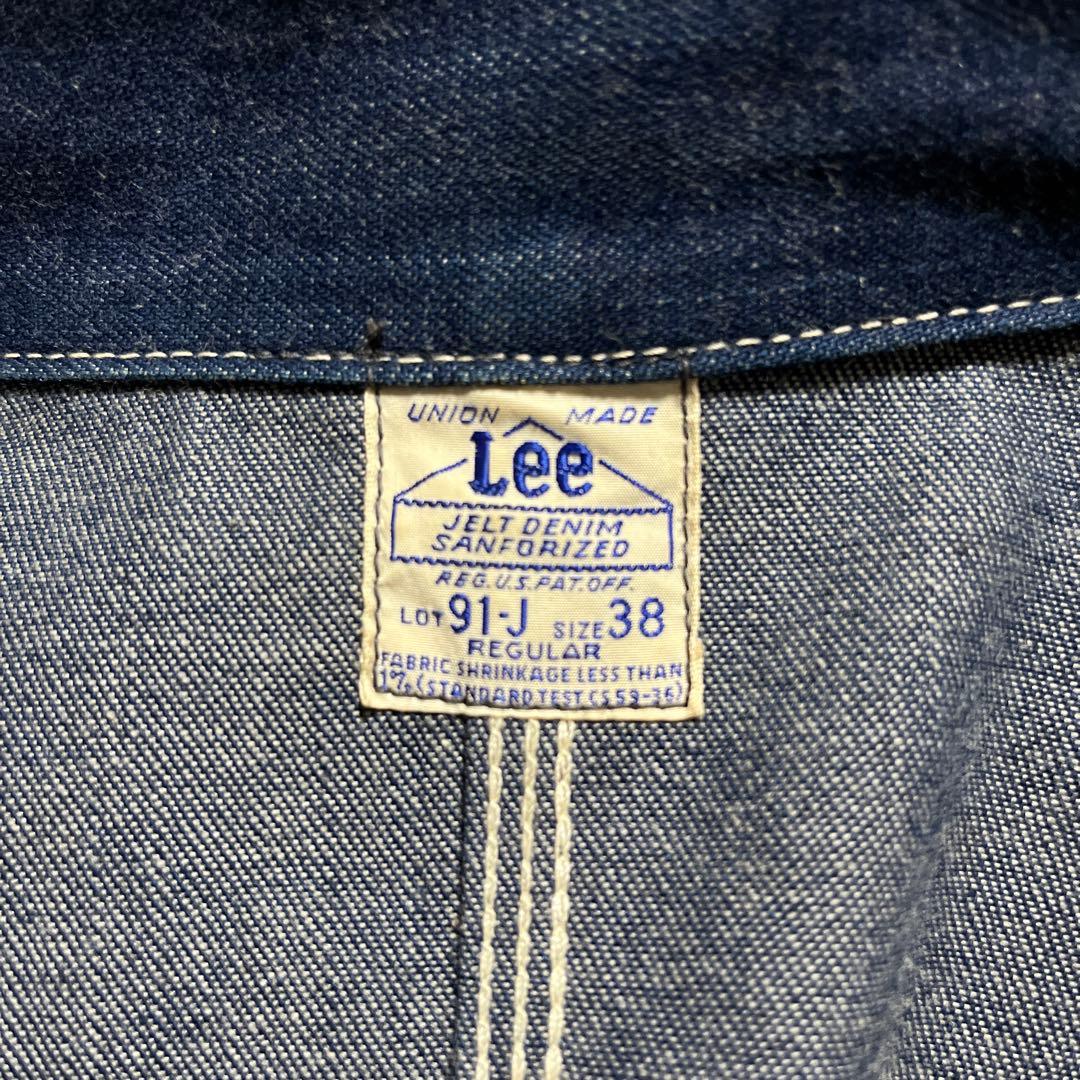 UNION MADE
Lee
JELT DENIM
SANFORIZED
REG. U.S. PAT. OFF.
LOT 91-J SIZE 38
REGULAR
FABRIC SHRINKAGE LESS THAN
1% (STANDARD TEST CS 59-36)